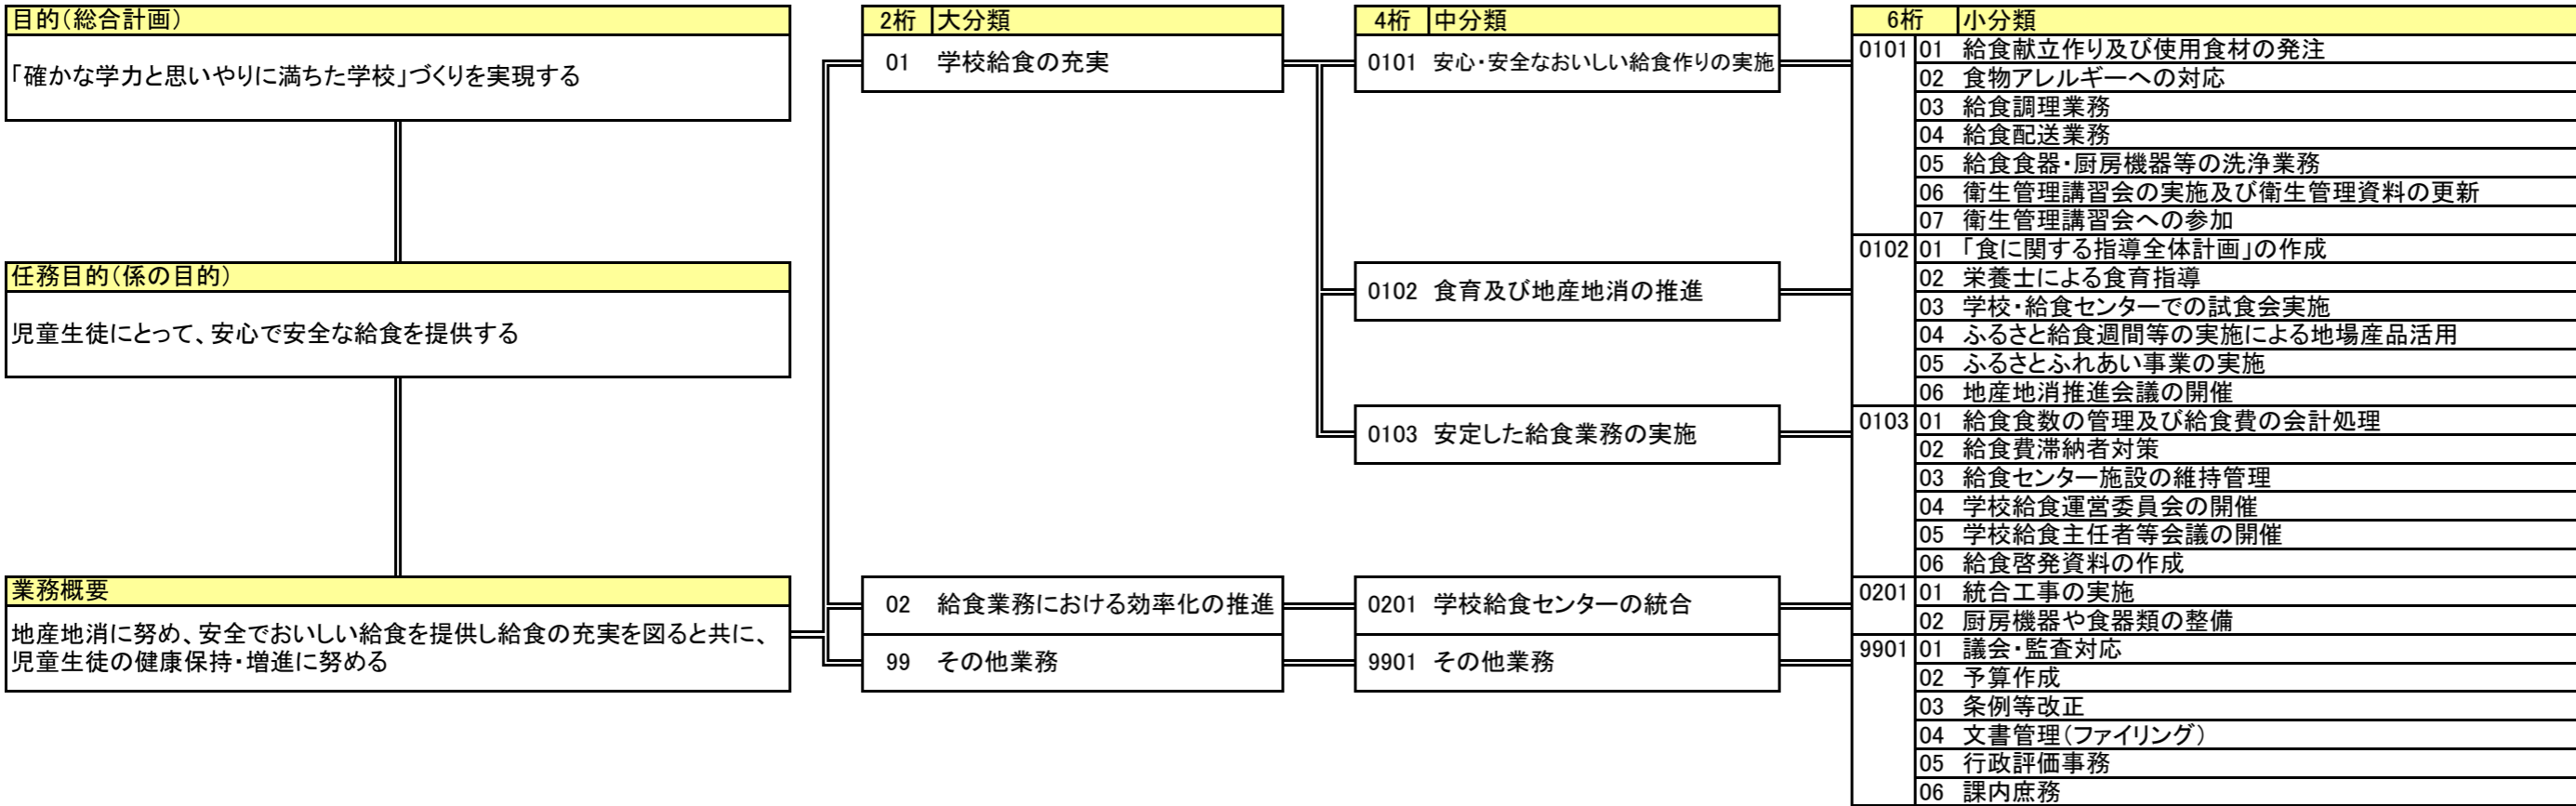 目的(総合計画)
「確かな学力と思いやりに満ちた学校」づくりを実現する
任務目的(係の目的)
児童生徒にとって、安心で安全な給食を提供する
業務概要
地産地消に努め、安全でおいしい給食を提供し給食の充実を図ると共に、
児童生徒の健康保持・増進に努める
2桁 大分類
01 学校給食の充実
02 給食業務における効率化の推進
99 その他業務
4桁 中分類
0101 安心・安全なおいしい給食作りの実施
0102 食育及び地産地消の推進
0103 安定した給食業務の実施
0201 学校給食センターの統合
9901 その他業務
6桁 小分類
0101 01 給食献立作り及び使用食材の発注
02 食物アレルギーへの対応
03 給食調理業務
04 給食配送業務
05 給食食器・厨房機器等の洗浄業務
06 衛生管理講習会の実施及び衛生管理資料の更新
07 衛生管理講習会への参加
0102 01 「食に関する指導全体計画」の作成
02 栄養士による食育指導
03 学校・給食センターでの試食会実施
04 ふるさと給食週間等の実施による地場産品活用
05 ふるさとふれあい事業の実施
06 地産地消推進会議の開催
0103 01 給食食数の管理及び給食費の会計処理
02 給食費滞納者対策
03 給食センター施設の維持管理
04 学校給食運営委員会の開催
05 学校給食主任者等会議の開催
06 給食啓発資料の作成
0201 01 統合工事の実施
02 厨房機器や食器類の整備
9901 01 議会・監査対応
02 予算作成
03 条例等改正
04 文書管理(ファイリング)
05 行政評価事務
06 課内庶務